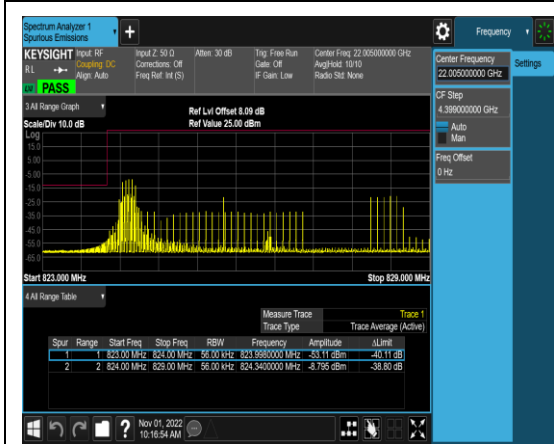 Spectrum Analyzer 1
Spurious Emissions
+
Frequency
KEYSIGHT Input: RF Input Z: 50 Ω Atten: 30 dB Trig: Free Run Center Freq: 22.005000000 GHz
RL Coupling: DC Corrections: Off Gate: Off Avg|Hold: 10/10
Align: Auto Freq Ref: Int (S) IF Gain: Low Radio Std: None
PASS
3 All Range Graph
Ref Lvl Offset 8.09 dB
Scale/Div 10.0 dB Ref Value 25.00 dBm
Log
15.0
5.00
-5.00
-15.0
-25.0
-35.0
-45.0
-55.0
-65.0
Start 823.000 MHz Stop 829.000 MHz
4 All Range Table
Measure Trace Trace 1
Trace Type Trace Average (Active)
Spur Range Start Freq Stop Freq RBW Frequency Amplitude ΔLimit
1 1 823.00 MHz 824.00 MHz 56.00 kHz 823.9980000 MHz -53.11 dBm -40.11 dB
2 2 824.00 MHz 829.00 MHz 56.00 kHz 824.3400000 MHz -8.795 dBm -38.80 dB
Center Frequency
22.005000000 GHz
Settings
CF Step
4.399000000 GHz
Auto
Man
Freq Offset
0 Hz
?
Nov 01, 2022
10:16:54 AM